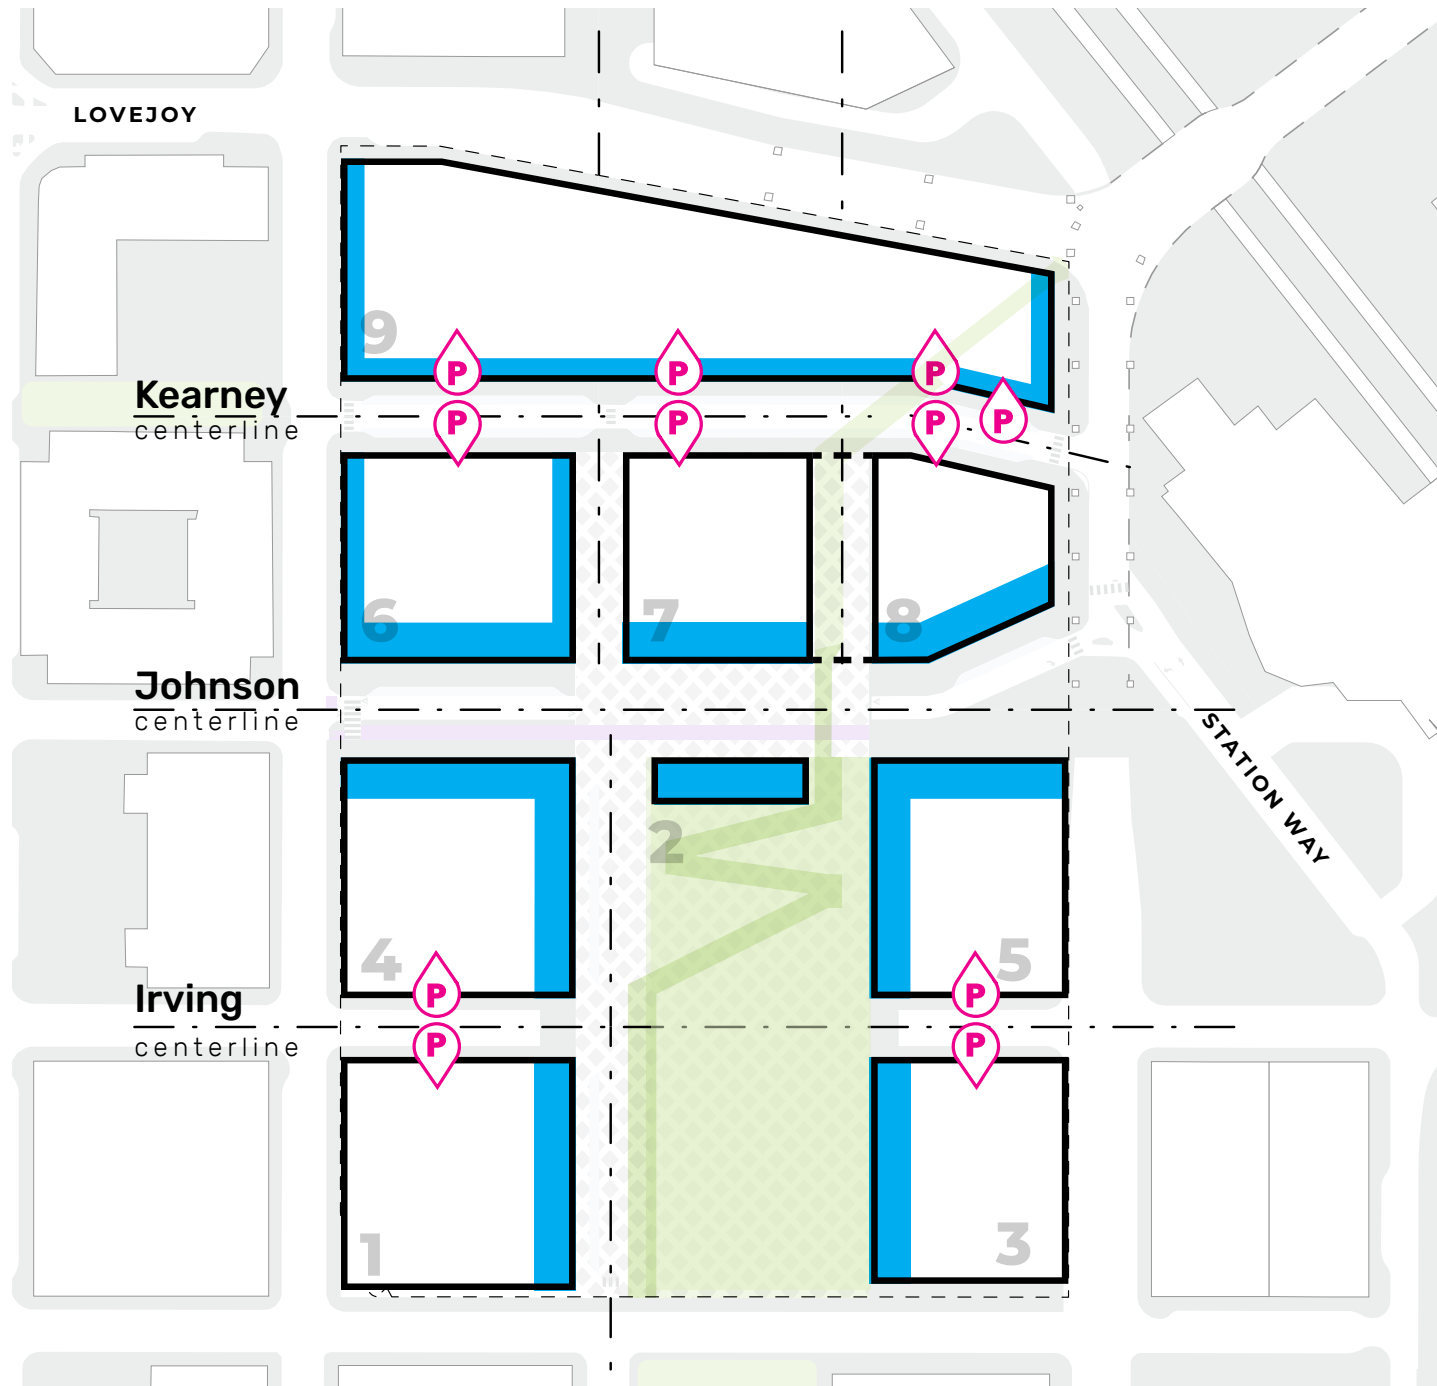 LOVEJOY
9
P P P
Kearney
P P P P
centerline
6 7 8
Johnson
centerline
STATION WAY
2
4 5
P P
Irving
P P
centerline
1 3